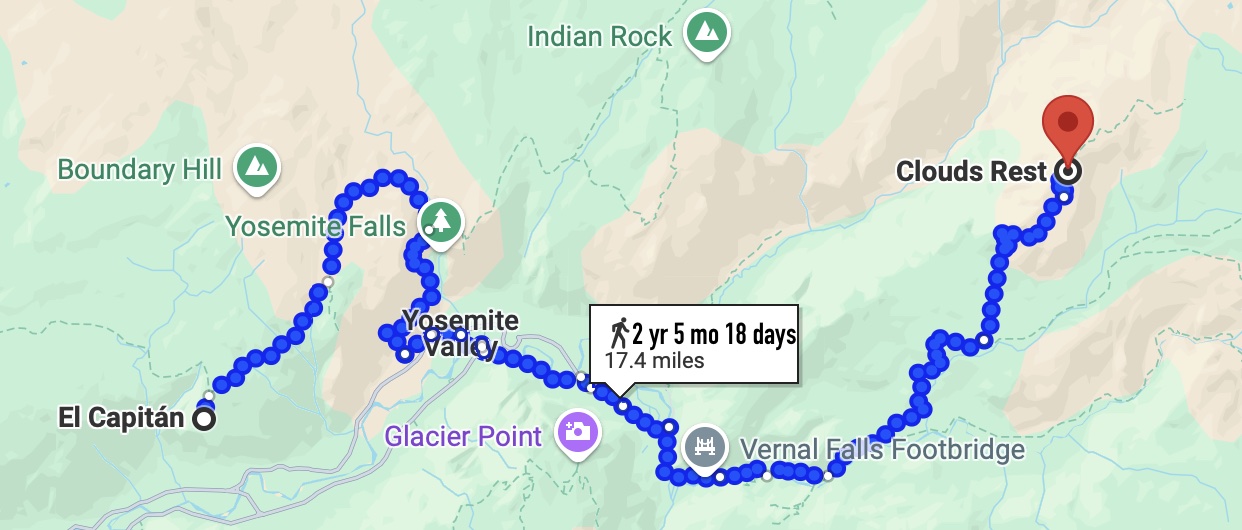 Indian Rock
Boundary Hill
Clouds Rest
Yosemite Falls
Yosemite
Valley
2 yr 5 mo 18 days
17.4 miles
El Capitán
Glacier Point
Vernal Falls Footbridge